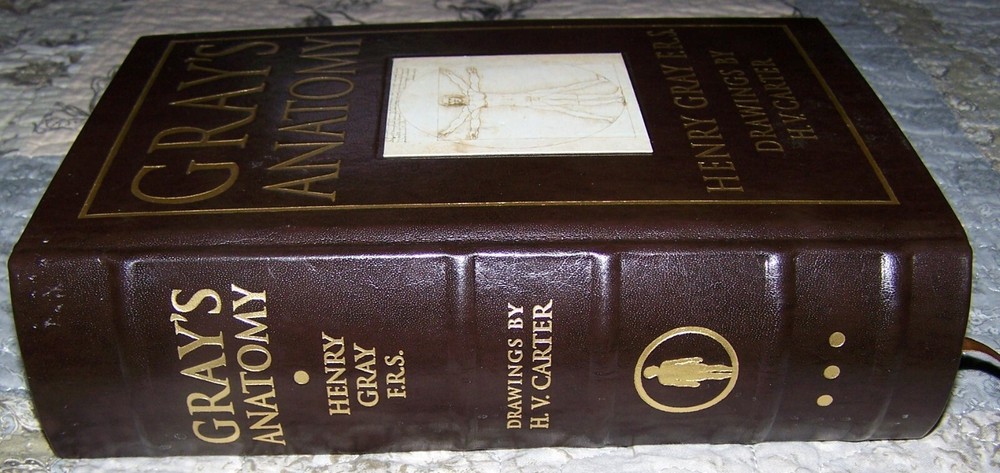 GRAY'S
ANATOMY
HENRY GRAY F.R.S
DRAWINGS BY
H.V. CARTER
GRAY'S
ANATOMY
HENRY
GRAY
F.R.S.
DRAWINGS BY
H. V. CARTER